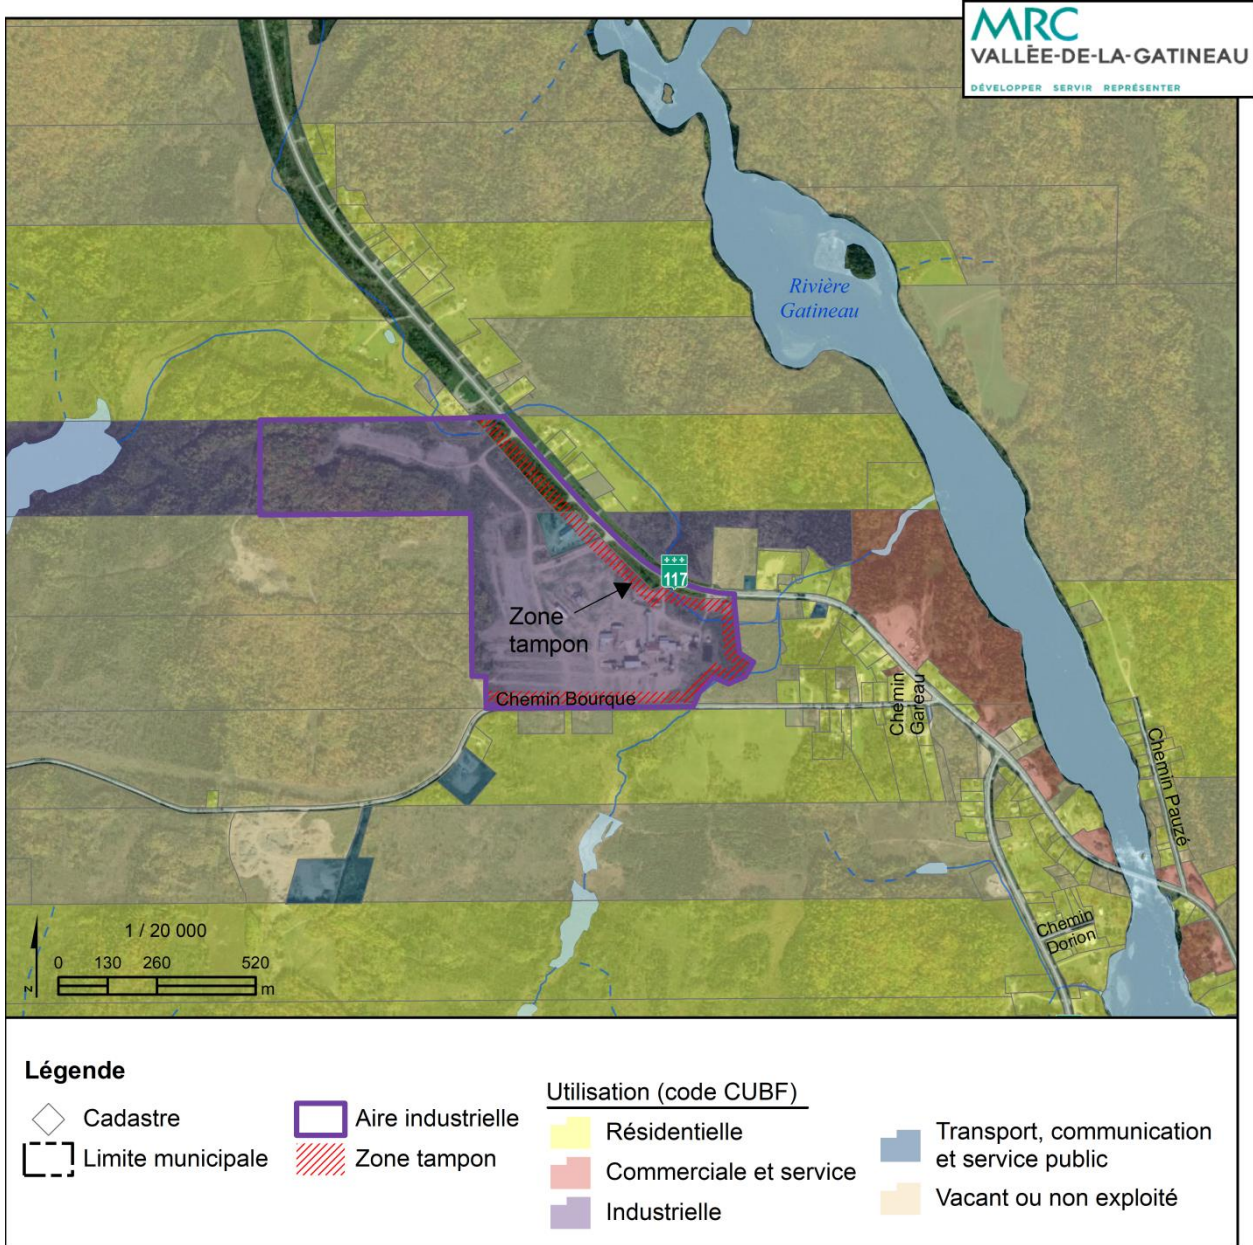 MRC
VALLÉE-DE-LA-GATINEAU
DÉVELOPPER SERVIR REPRÉSENTER
Rivière
Gatineau
117
Zone
tampon
Chemin Bourque
Chemin
Gareau
Chemin Pauzé
Chemin
Dorion
1 / 20 000
0 130 260 520
m
N
Légende
Cadastre
Limite municipale
Aire industrielle
Zone tampon
Utilisation (code CUBF)
Résidentielle
Commerciale et service
Industrielle
Transport, communication
et service public
Vacant ou non exploité